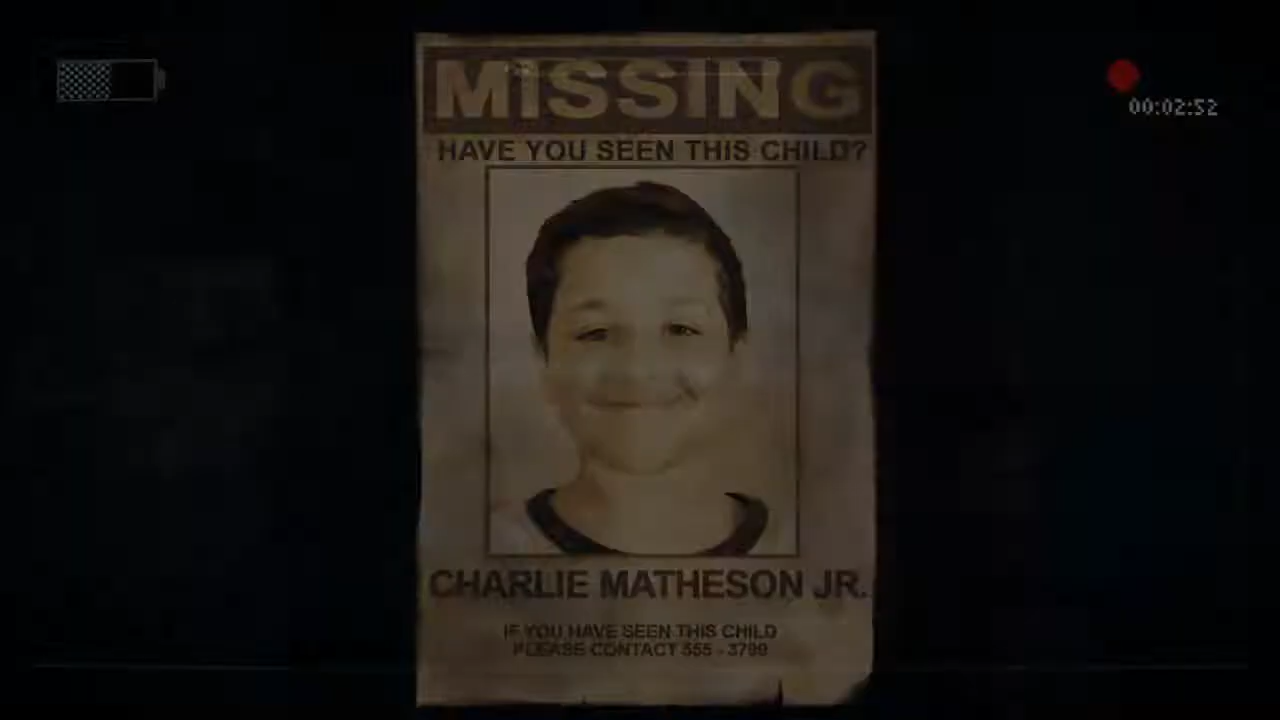 MISSING
00:02:52
HAVE YOU SEEN THIS CHILD?
CHARLIE MATHESON JR.
IF YOU HAVE SEEN THIS CHILD
PLEASE CONTACT 555 - 3799